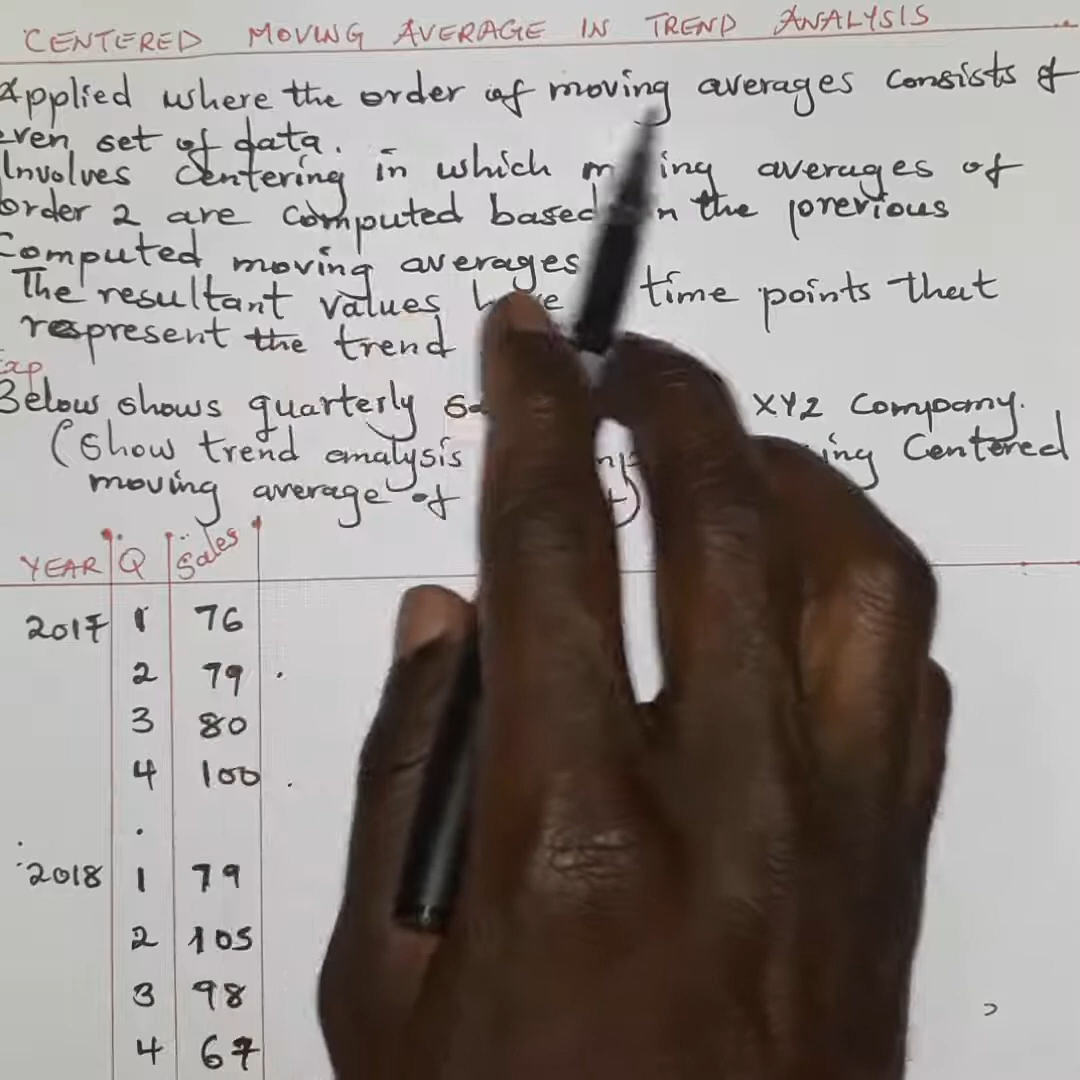 CENTERED MOVING AVERAGE IN TREND ANALYSIS
Applied where the order of moving averages consists of
even set of data.
Involves Centering in which ing averages of
order 2 are computed based the previous
Computed moving averages
The resultant values time points that
represent the trend
Exp
Below shows quarterly XYZ Company.
(Show trend analysis Centered
moving average of
YEAR Q Sales
2017 1 76
2 79
3 80
4 100
2018 1 79
2 105
3 98
4 67